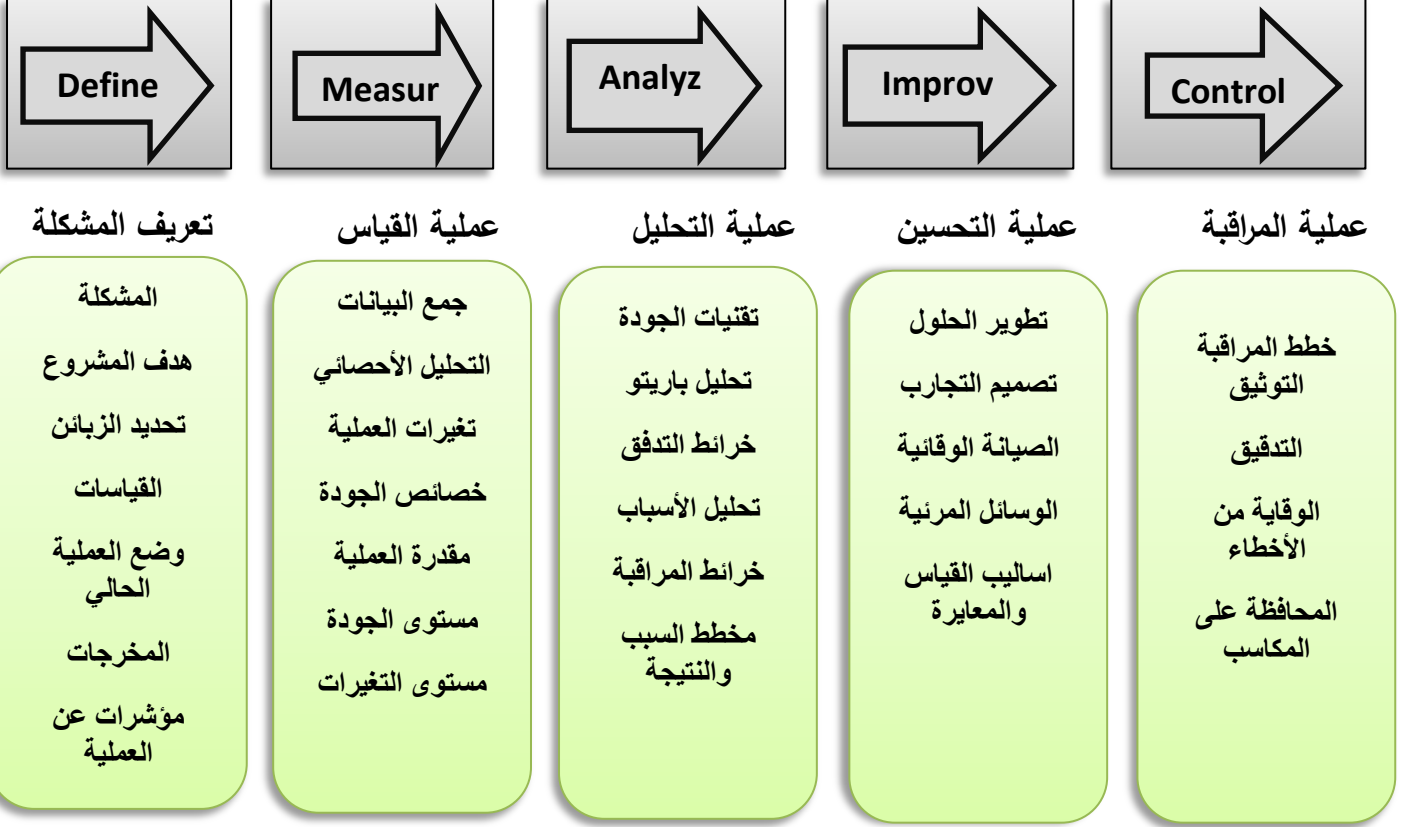 Define
Measur
Analyz
Improv
Control
تعريف المشكلة
عملية القياس
عملية التحليل
عملية التحسين
عملية المراقبة
المشكلة
هدف المشروع
تحديد الزبائن
القياسات
وضع العملية
الحالي
المخرجات
مؤشرات عن
العملية
جمع البيانات
التحليل الأحصائي
تغيرات العملية
خصائص الجودة
مقدرة العملية
مستوى الجودة
مستوى التغيرات
تقنيات الجودة
تحليل باريتو
خرائط التدفق
تحليل الأسباب
خرائط المراقبة
مخطط السبب
والنتيجة
تطوير الحلول
تصميم التجارب
الصيانة الوقائية
الوسائل المرئية
اساليب القياس
والمعايرة
خطط المراقبة
التوثيق
التدقيق
الوقاية من
الأخطاء
المحافظة على
المكاسب